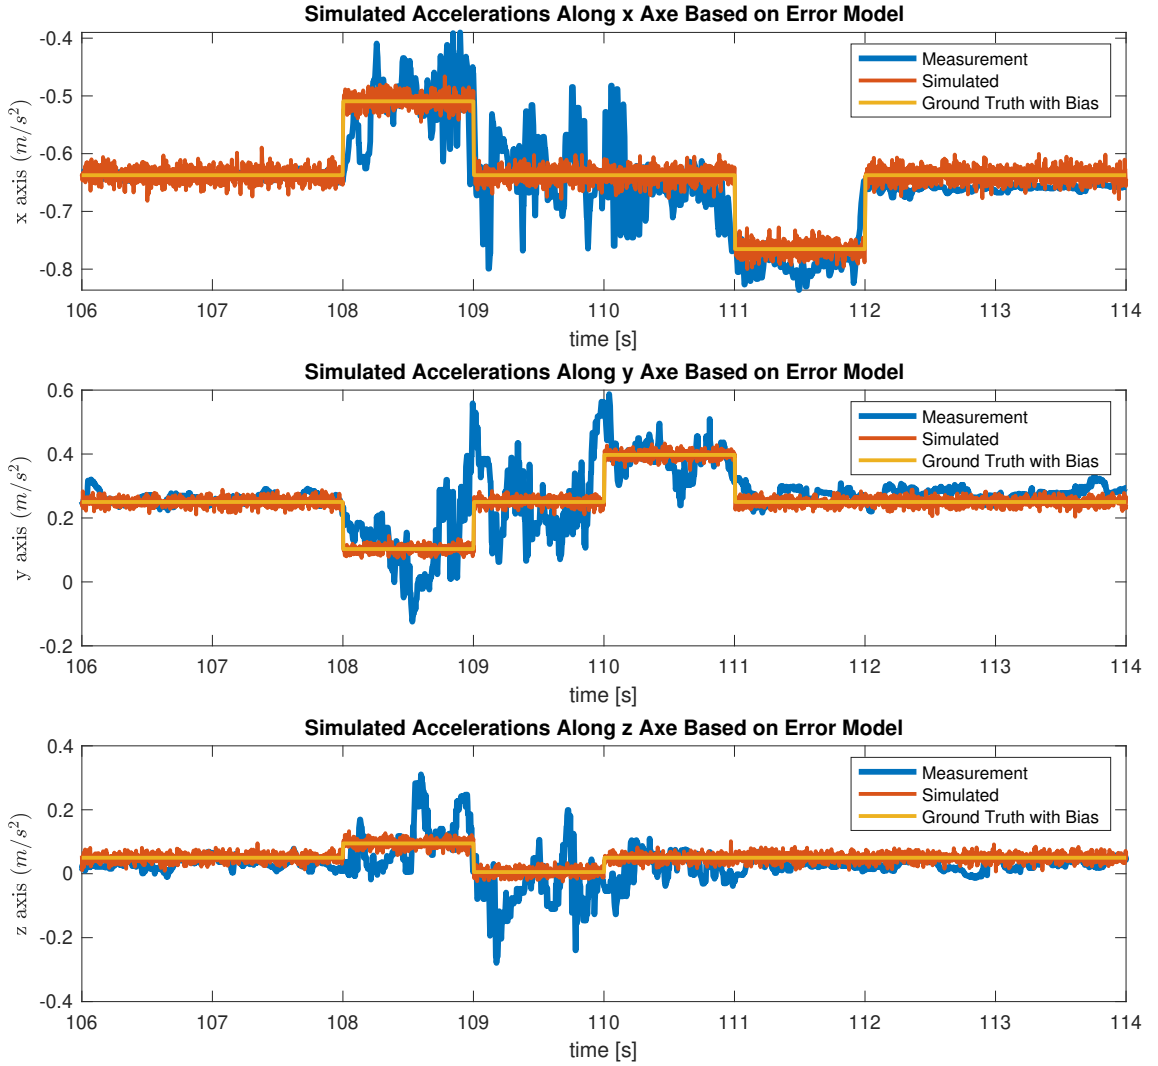 Simulated Accelerations Along x Axe Based on Error Model
-0.4
-0.5
-0.6
-0.7
-0.8
x axis (m/s²)
Measurement
Simulated
Ground Truth with Bias
106 107 108 109 110 111 112 113 114
time [s]
Simulated Accelerations Along y Axe Based on Error Model
0.6
0.4
0.2
0
-0.2
y axis (m/s²)
Measurement
Simulated
Ground Truth with Bias
106 107 108 109 110 111 112 113 114
time [s]
Simulated Accelerations Along z Axe Based on Error Model
0.4
0.2
0
-0.2
-0.4
z axis (m/s²)
Measurement
Simulated
Ground Truth with Bias
106 107 108 109 110 111 112 113 114
time [s]